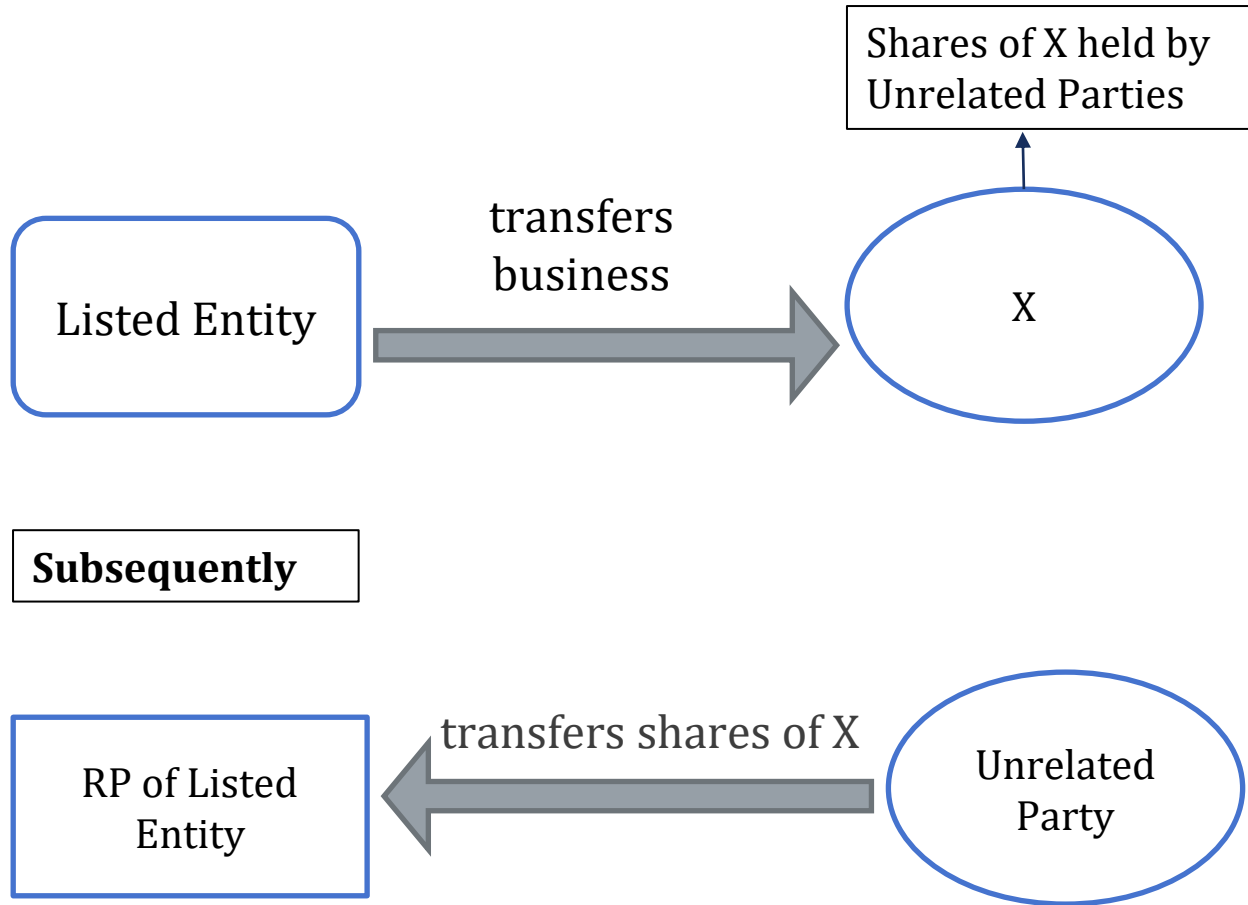 Shares of X held by
Unrelated Parties
transfers
business
Listed Entity
X
Subsequently
transfers shares of X
RP of Listed
Entity
Unrelated
Party